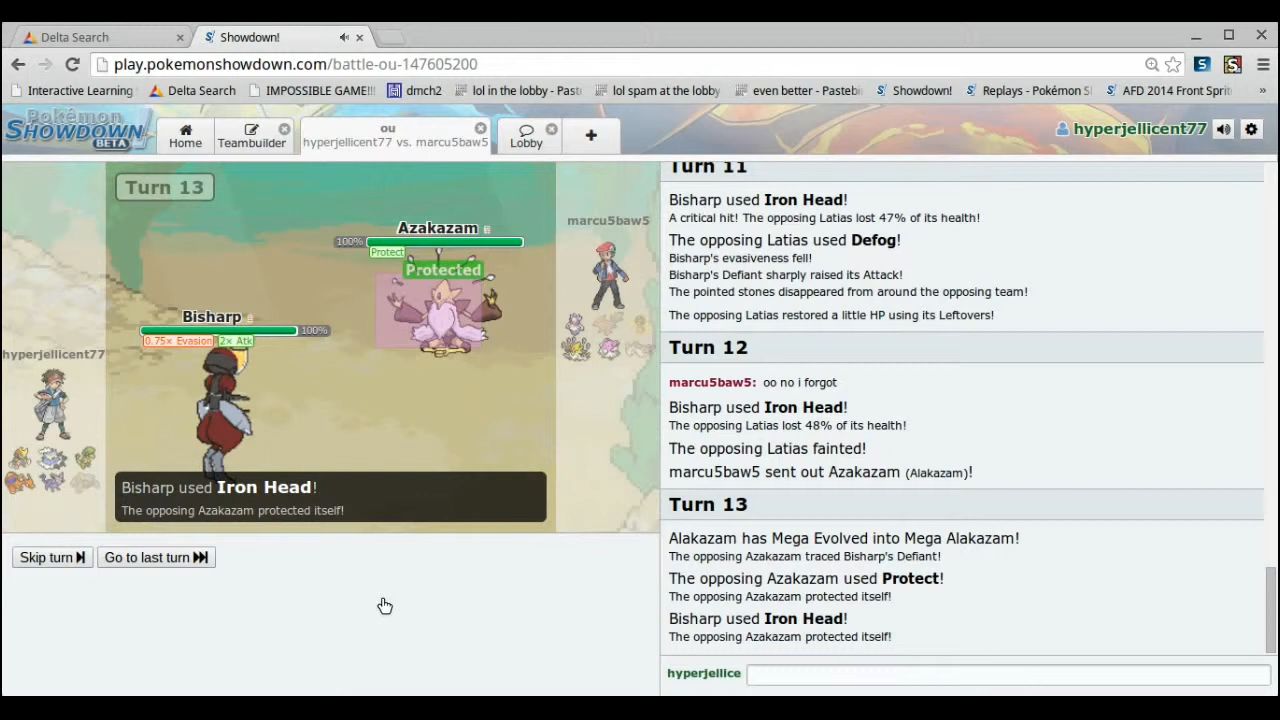 Delta Search
Showdown!
play.pokemonshowdown.com/battle-ou-147605200
Interactive Learning
Delta Search
IMPOSSIBLE GAME!!!
dmch2
lol in the lobby - Paste
lol spam at the lobby
even better - Pastebi
Showdown!
Replays - Pokémon S
AFD 2014 Front Sprit
»
Pokémon
SHOWDOWN
BETA
Home
Teambuilder
ou
hyperjellicent77 vs. marcu5baw5
Lobby
hyperjellicent77
Turn 13
Azakazam
100%
Protect
Protected
marcu5baw5
Bisharp
100%
0.75× Evasion 2× Atk
hyperjellicent77
Bisharp used Iron Head!
The opposing Azakazam protected itself!
Skip turn
Go to last turn
Turn 11
Bisharp used Iron Head!
A critical hit! The opposing Latias lost 47% of its health!
The opposing Latias used Defog!
Bisharp's evasiveness fell!
Bisharp's Defiant sharply raised its Attack!
The pointed stones disappeared from around the opposing team!
The opposing Latias restored a little HP using its Leftovers!
Turn 12
marcu5baw5: oo no i forgot
Bisharp used Iron Head!
The opposing Latias lost 48% of its health!
The opposing Latias fainted!
marcu5baw5 sent out Azakazam (Alakazam)!
Turn 13
Alakazam has Mega Evolved into Mega Alakazam!
The opposing Azakazam traced Bisharp's Defiant!
The opposing Azakazam used Protect!
The opposing Azakazam protected itself!
Bisharp used Iron Head!
The opposing Azakazam protected itself!
hyperjellice